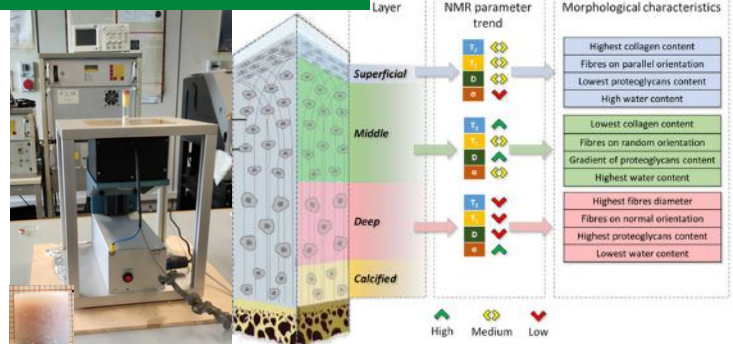 Layer
NMR parameter
trend
Morphological characteristics
Superficial
T₂
T₁
D
α
Highest collagen content
Fibres on parallel orientation
Lowest proteoglycans content
High water content
Middle
T₂
T₁
D
α
Lowest collagen content
Fibres on random orientation
Gradient of proteoglycans content
Highest water content
Deep
T₂
T₁
D
α
Highest fibres diameter
Fibres on normal orientation
Highest proteoglycans content
Lowest water content
Calcified
High
Medium
Low